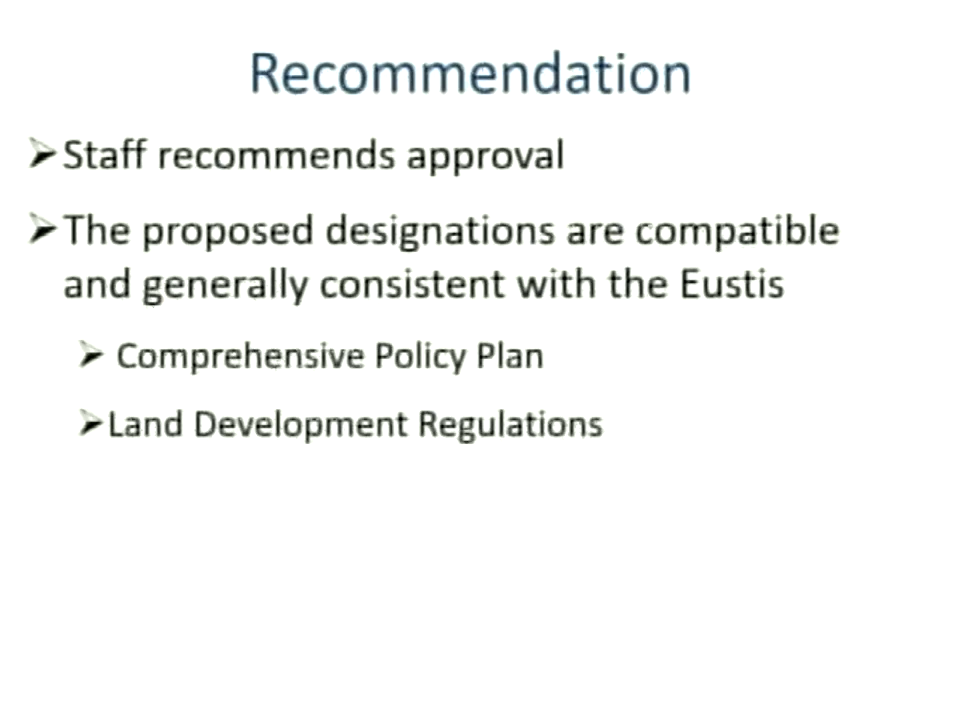 Recommendation
Staff recommends approval
The proposed designations are compatible
and generally consistent with the Eustis
Comprehensive Policy Plan
Land Development Regulations